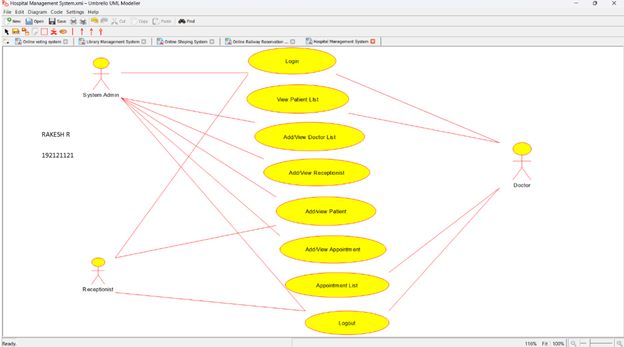 Hospital Management System.xmi – Umbrello UML Modeller
File Edit Diagram Code Settings Help
New Open Save Cut Copy Paste Find
Online voting system Library Management System Online Shoping System Online Railway Reservation ... Hospital Management System
Login
System Admin
View Patient List
Add/View Doctor List
RAKESH R
192121121
Add/View Receptionist
Doctor
Add/view Patient
Add/View Appointment
Receptionist
Appointment List
Logout
Ready.
116% Fit 100%